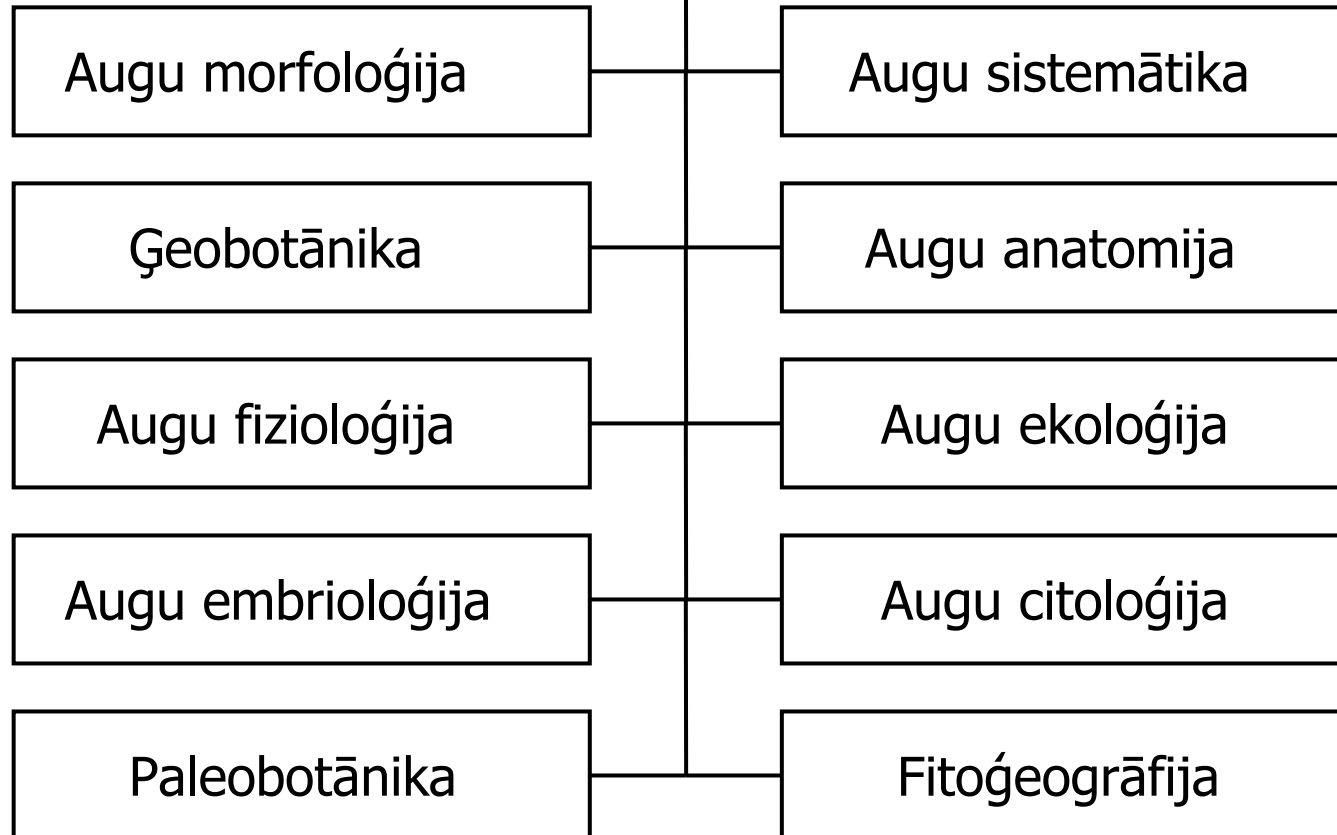 Augu morfoloģija
Augu sistemātika
Ģeobotānika
Augu anatomija
Augu fizioloģija
Augu ekoloģija
Augu embrioloģija
Augu citoloģija
Paleobotānika
Fitoģeogrāfija